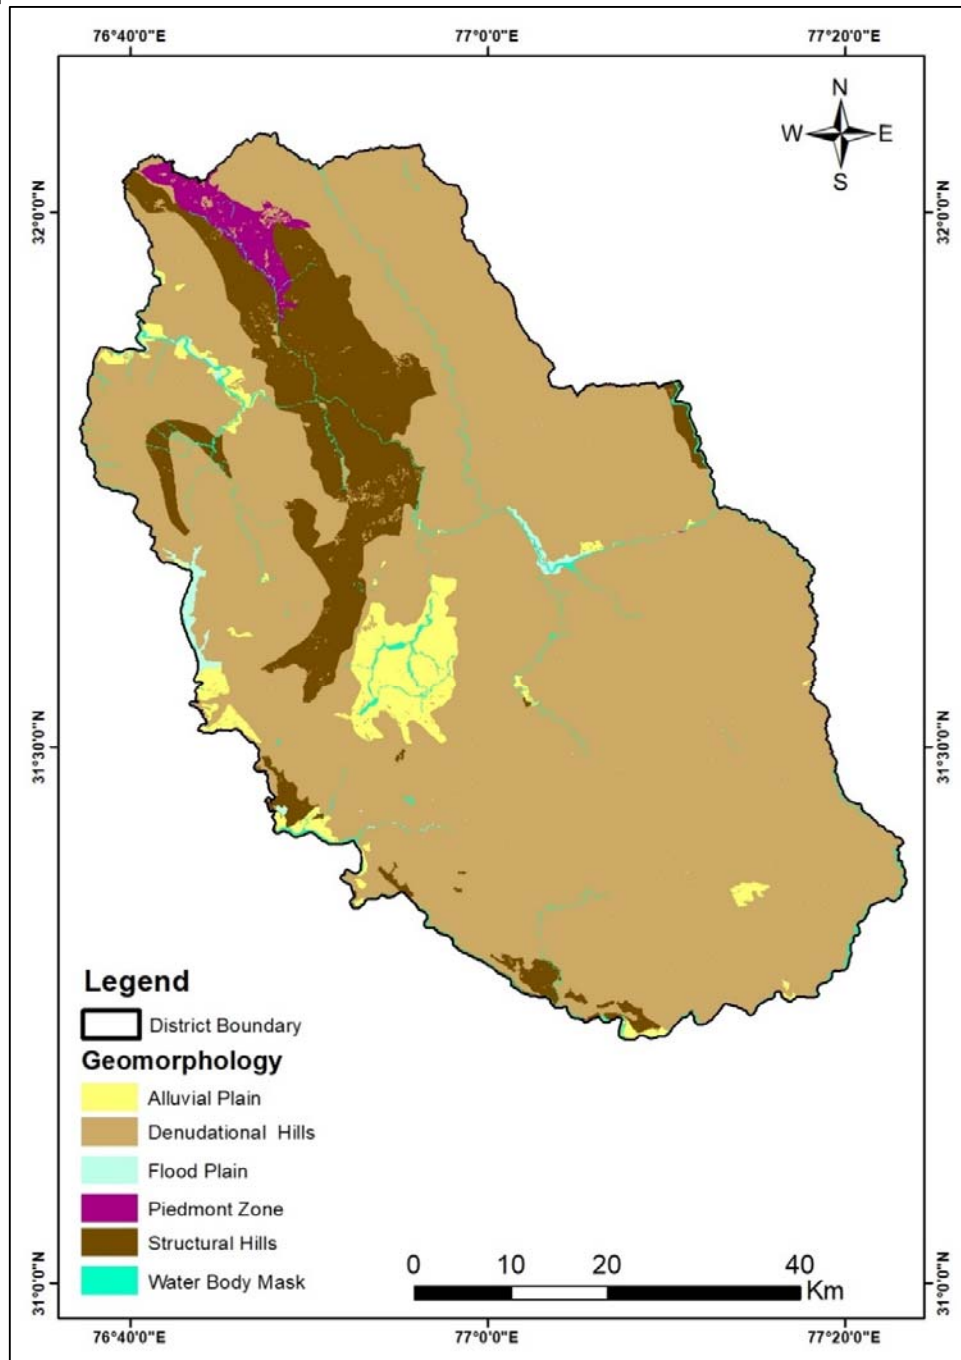 76°40'0"E 77°0'0"E 77°20'0"E
N
W E
S
32°0'0"N 32°0'0"N
31°30'0"N 31°30'0"N
Legend
District Boundary
Geomorphology
Alluvial Plain
Denudational Hills
Flood Plain
Piedmont Zone
Structural Hills
Water Body Mask
0 10 20 40
Km
31°0'0"N 31°0'0"N
76°40'0"E 77°0'0"E 77°20'0"E